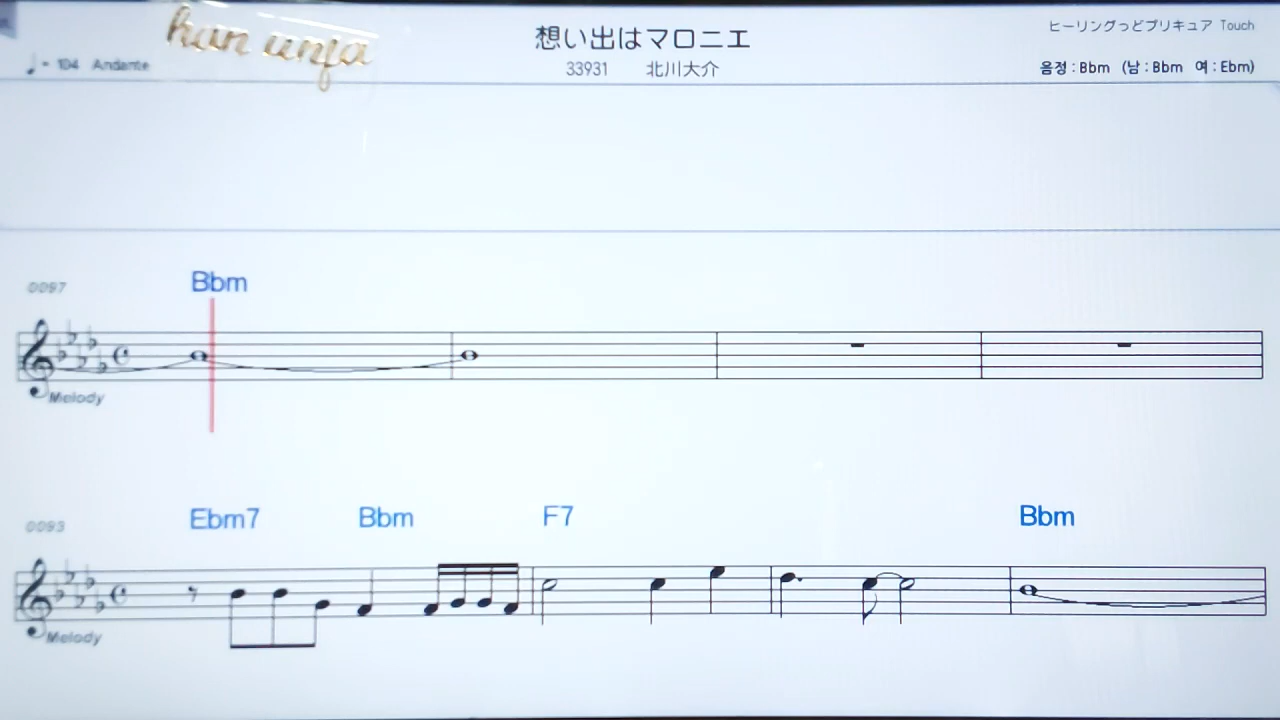 han unja
想い出はマロニエ
ヒーリングっどプリキュア Touch
♩= 104 Andante
33931 北川大介
음정 : Bbm (남 : Bbm 여 : Ebm)
0097
Bbm
Melody
0093
Ebm7 Bbm F7 Bbm
Melody